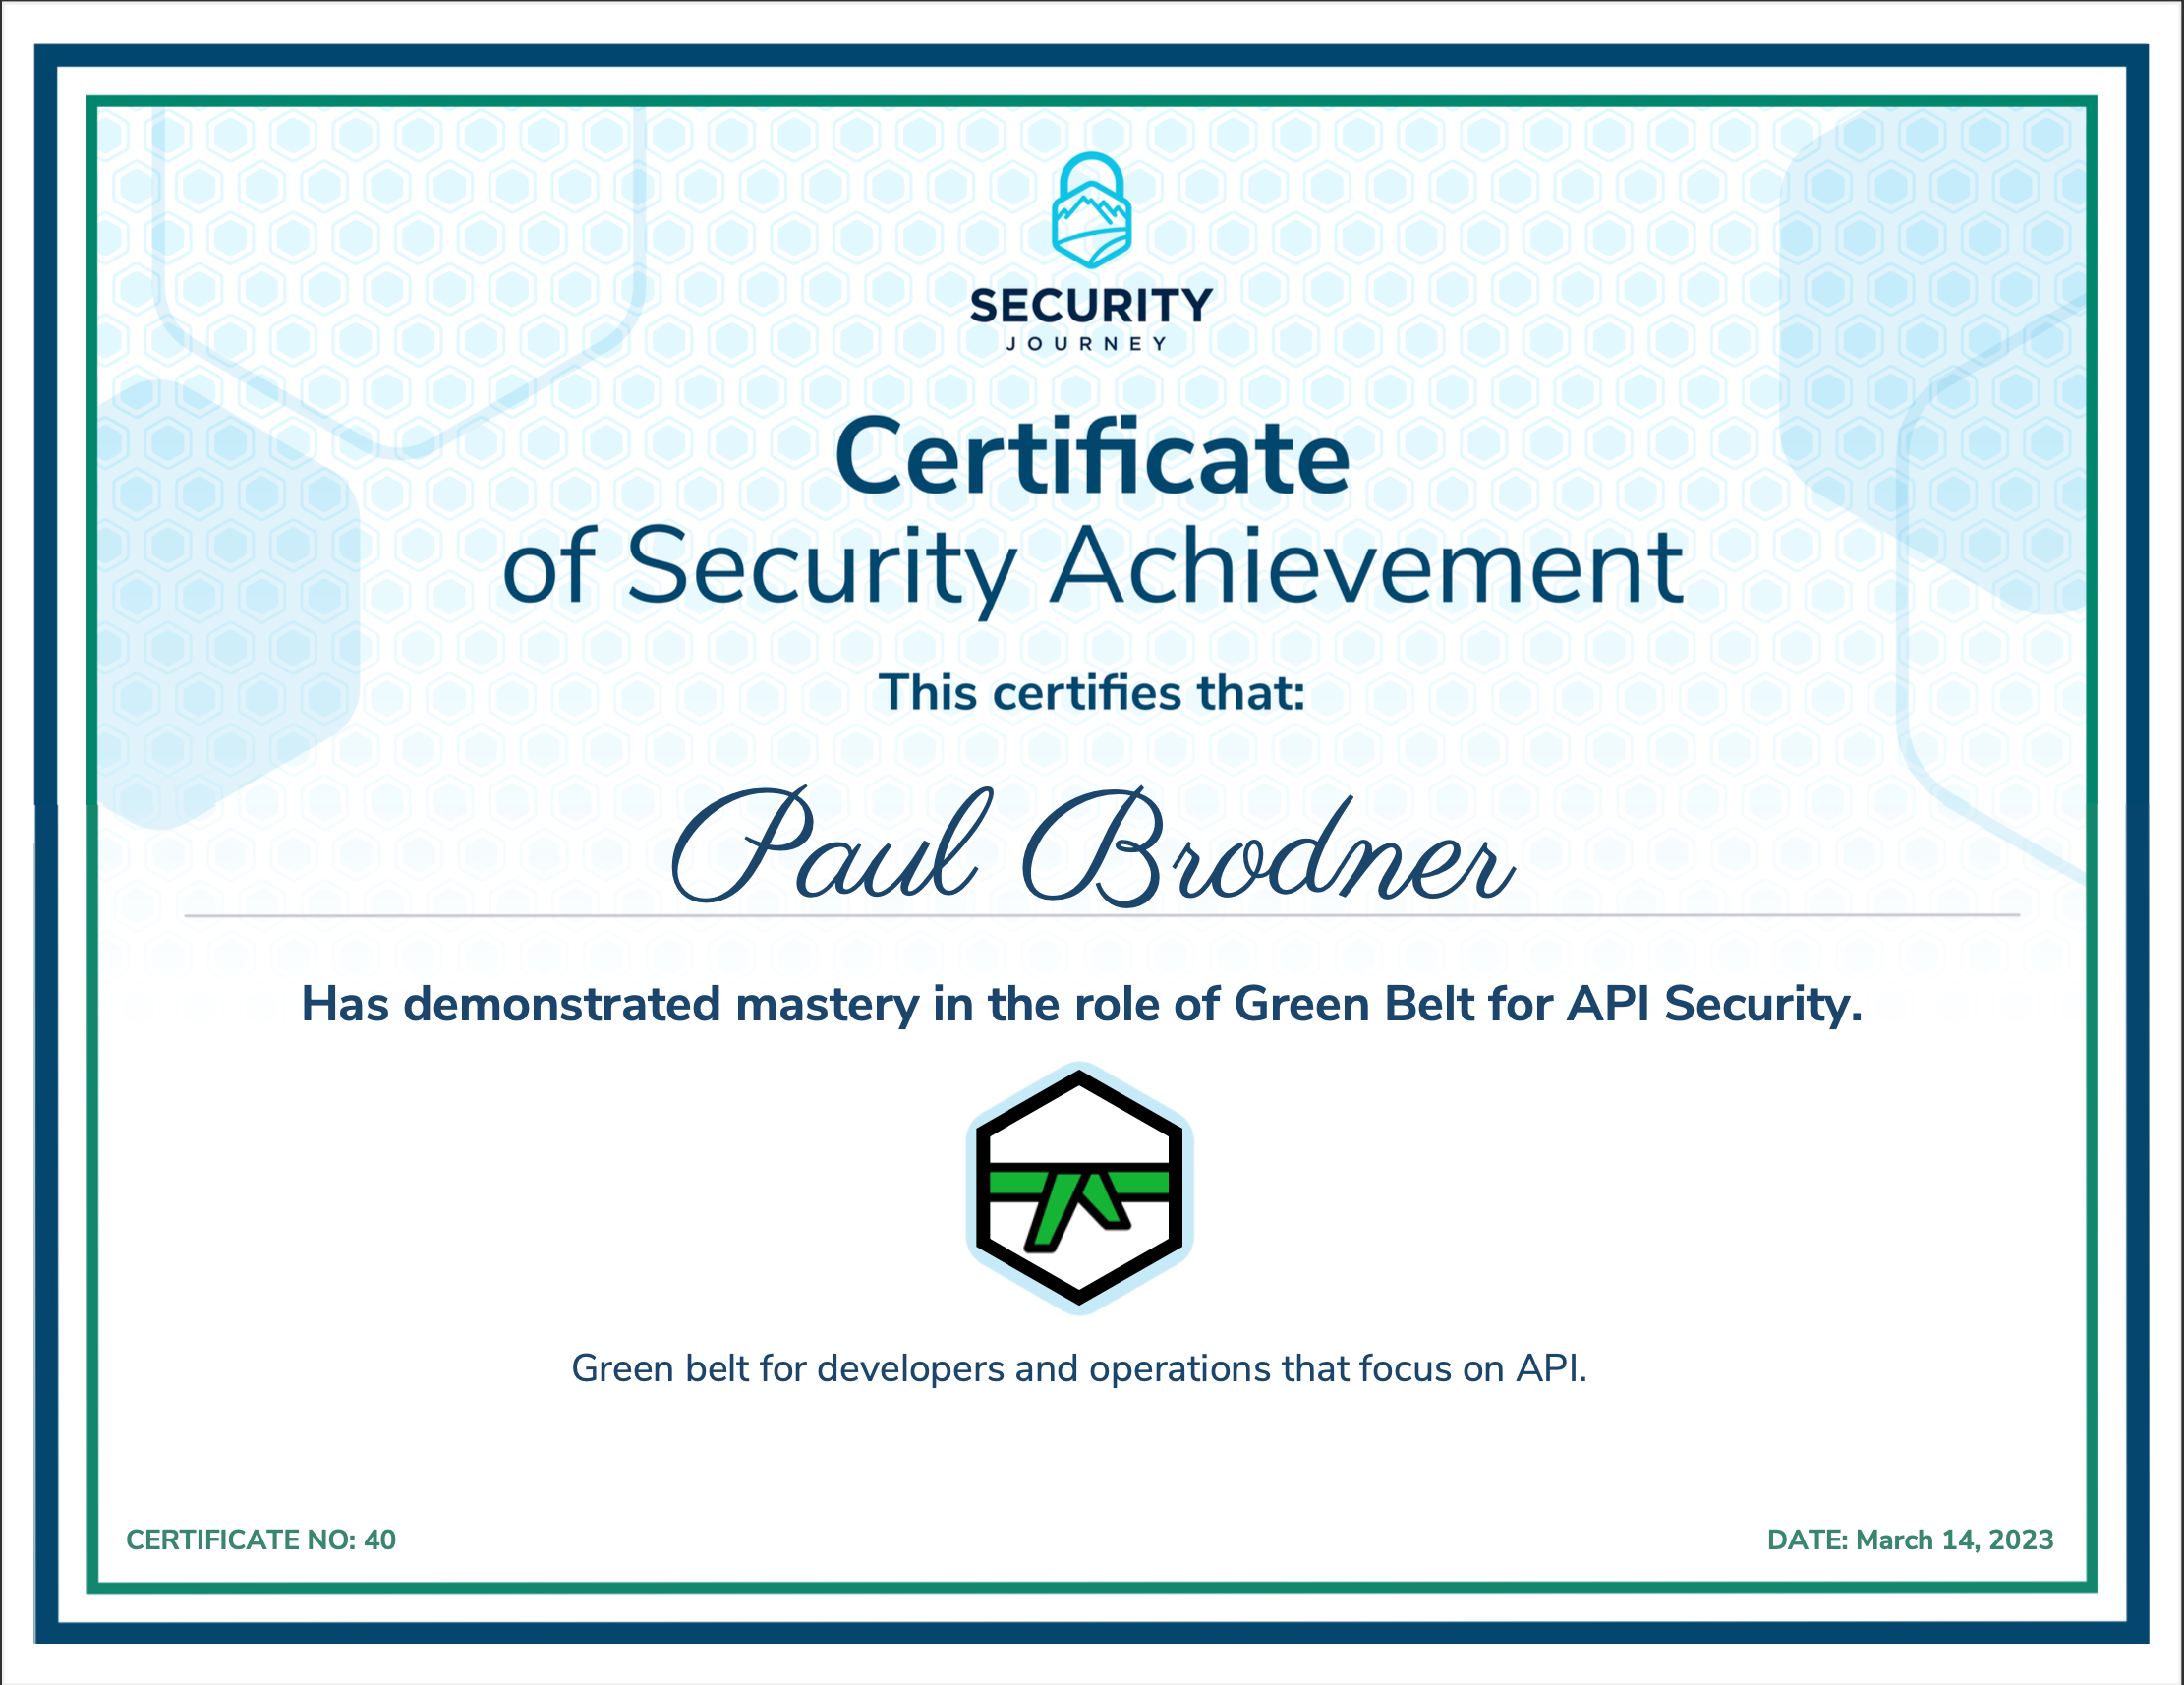 SECURITY
JOURNEY
Certificate
of Security Achievement
This certifies that:
Paul Brodner
Has demonstrated mastery in the role of Green Belt for API Security.
Green belt for developers and operations that focus on API.
CERTIFICATE NO: 40
DATE: March 14, 2023